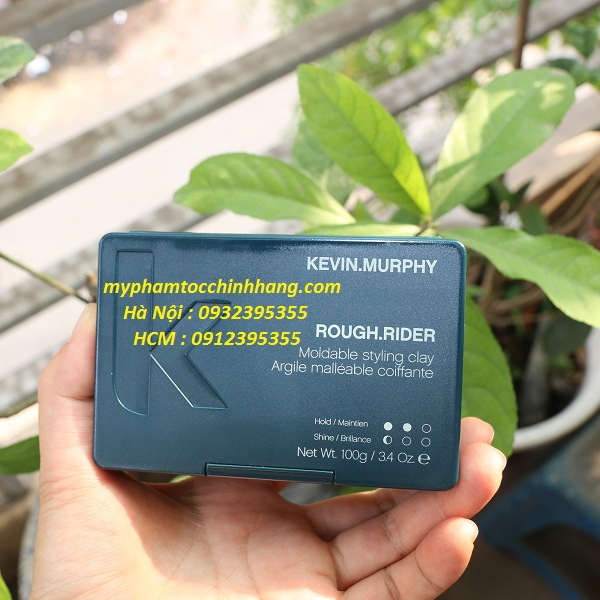 KEVIN.MURPHY
myphamtocchinhhang.com
Hà Nội : 0932395355
HCM : 0912395355
ROUGH.RIDER
Moldable styling clay
Argile malléable coiffante
Hold / Maintien
Shine / Brillance
Net Wt. 100g / 3.4 Oz. ℮